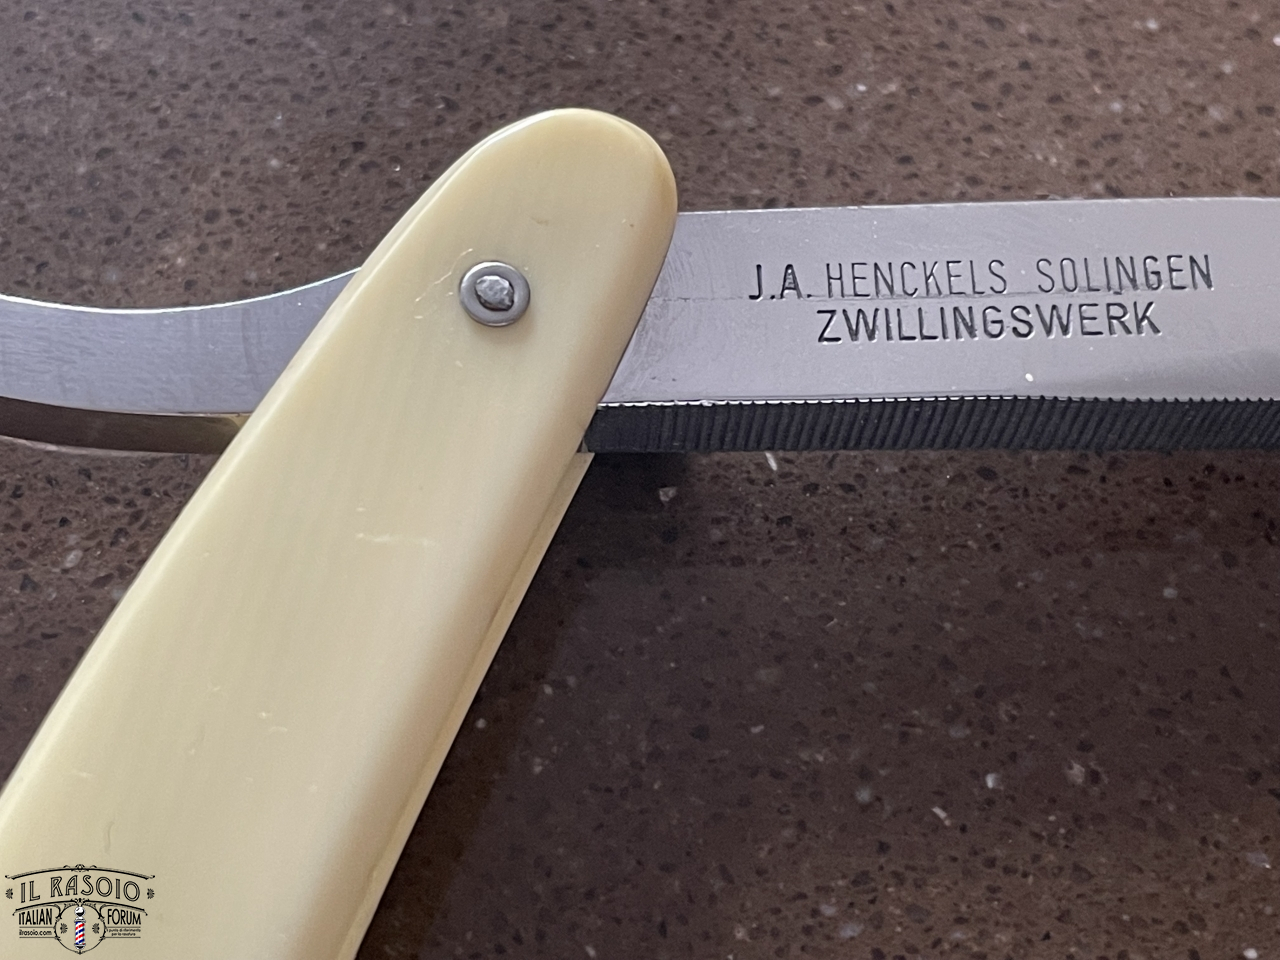 J.A. HENCKELS SOLINGEN
ZWILLINGSWERK
IL RASOIO
ITALIAN FORUM
ilrasoio.com